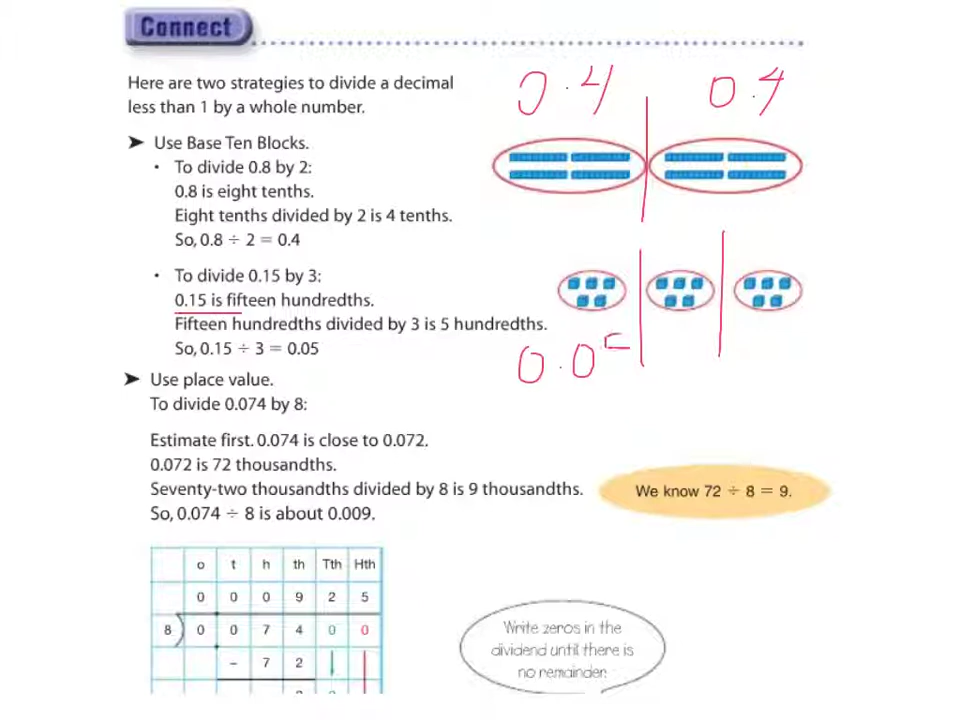 Connect
Here are two strategies to divide a decimal
less than 1 by a whole number.
0.4 0.4
➤ Use Base Ten Blocks.
• To divide 0.8 by 2:
0.8 is eight tenths.
Eight tenths divided by 2 is 4 tenths.
So, 0.8 ÷ 2 = 0.4
• To divide 0.15 by 3:
0.15 is fifteen hundredths.
Fifteen hundredths divided by 3 is 5 hundredths.
So, 0.15 ÷ 3 = 0.05
0.05
➤ Use place value.
To divide 0.074 by 8:
Estimate first. 0.074 is close to 0.072.
0.072 is 72 thousandths.
Seventy-two thousandths divided by 8 is 9 thousandths.
So, 0.074 ÷ 8 is about 0.009.
We know 72 ÷ 8 = 9.
o t h th Tth Hth
0 0 0 9 2 5
8 0 0 7 4 0 0
– 7 2
Write zeros in the
dividend until there is
no remainder.